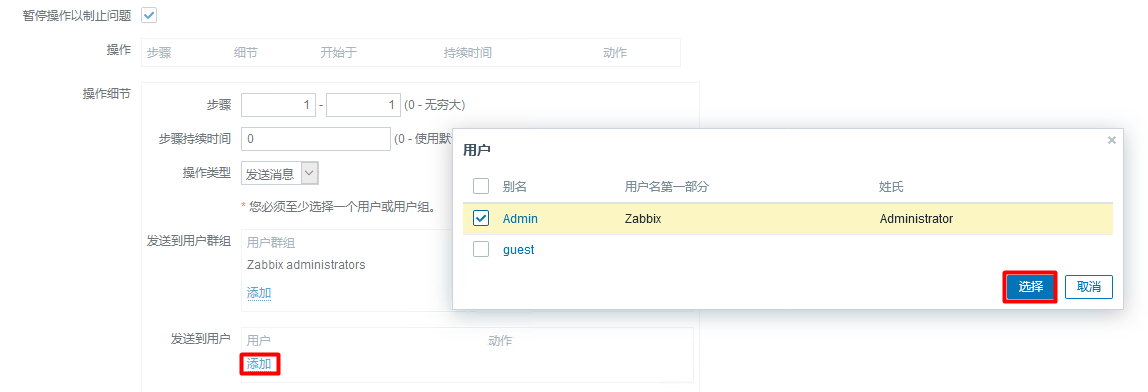 暂停操作以制止问题
操作 步骤 细节 开始于 持续时间 动作
操作细节
步骤 1 - 1 (0 - 无穷大)
步骤持续时间 0 (0 - 使用默
操作类型 发送消息
* 您必须至少选择一个用户或用户组。
发送到用户群组 用户群组
Zabbix administrators
添加
发送到用户 用户 动作
添加
用户 ×
别名 用户名第一部分 姓氏
Admin Zabbix Administrator
guest
选择 取消